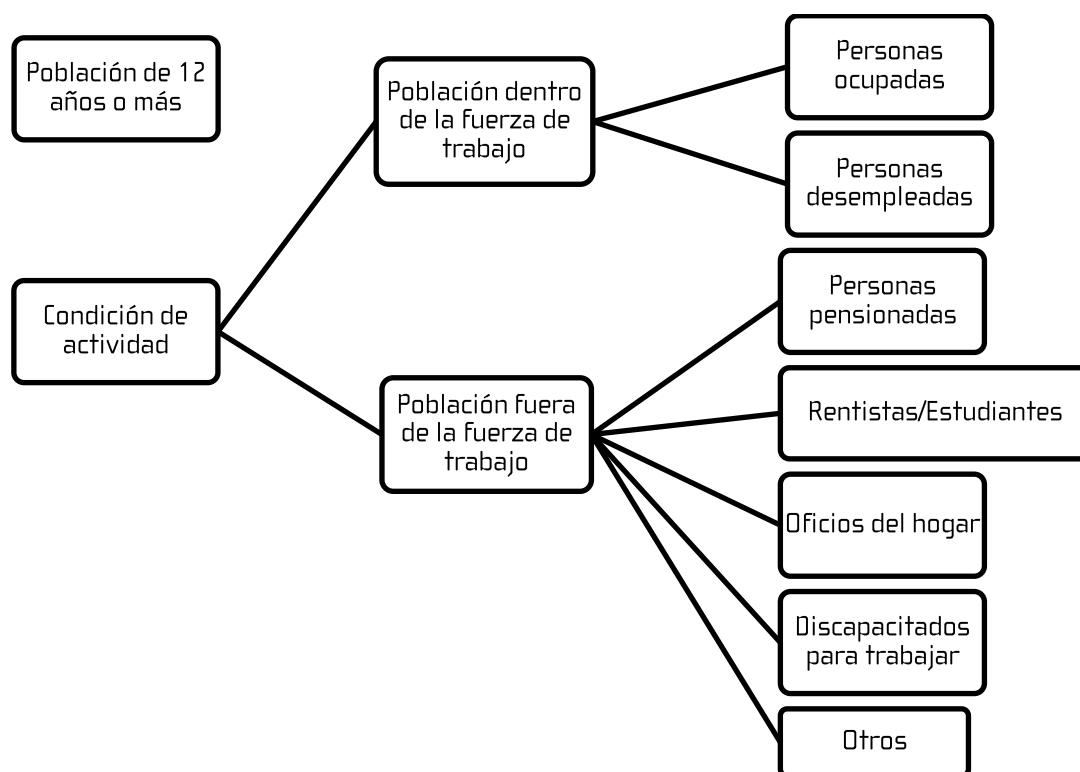 Población de 12
años o más
Condición de
actividad
Población dentro
de la fuerza de
trabajo
Población fuera
de la fuerza de
trabajo
Personas
ocupadas
Personas
desempleadas
Personas
pensionadas
Rentistas/Estudiantes
Oficios del hogar
Discapacitados
para trabajar
Otros